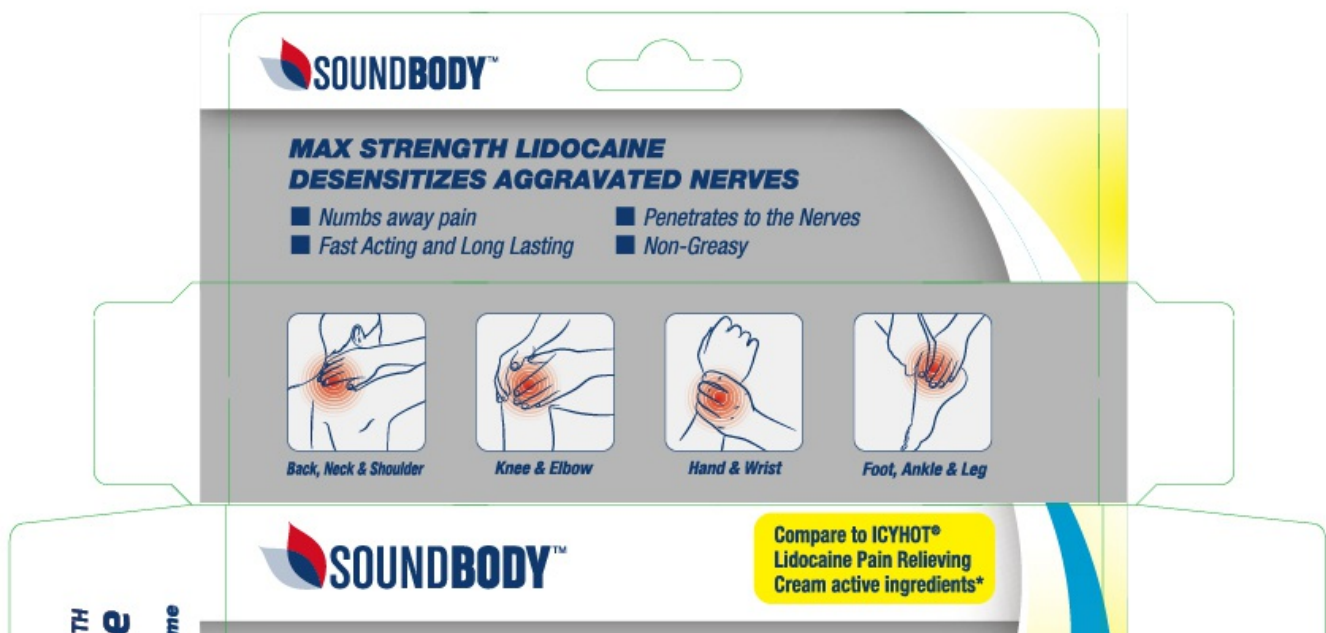 SOUNDBODY™
MAX STRENGTH LIDOCAINE
DESENSITIZES AGGRAVATED NERVES
■ Numbs away pain
■ Penetrates to the Nerves
■ Fast Acting and Long Lasting
■ Non-Greasy
Back, Neck & Shoulder
Knee & Elbow
Hand & Wrist
Foot, Ankle & Leg
SOUNDBODY™
Compare to ICYHOT®
Lidocaine Pain Relieving
Cream active ingredients*